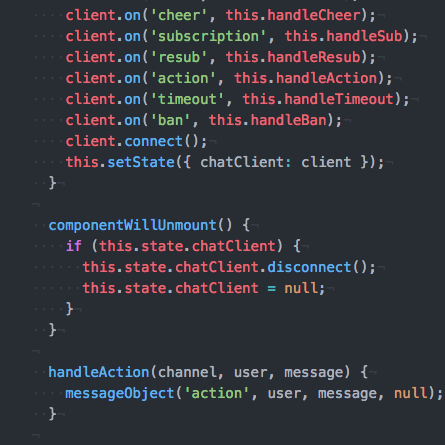 client.on('cheer', this.handleCheer);
client.on('subscription', this.handleSub);
client.on('resub', this.handleResub);
client.on('action', this.handleAction);
client.on('timeout', this.handleTimeout);
client.on('ban', this.handleBan);
client.connect();
this.setState({ chatClient: client });
}
componentWillUnmount() {
if (this.state.chatClient) {
this.state.chatClient.disconnect();
this.state.chatClient = null;
}
}
handleAction(channel, user, message) {
messageObject('action', user, message, null);
}